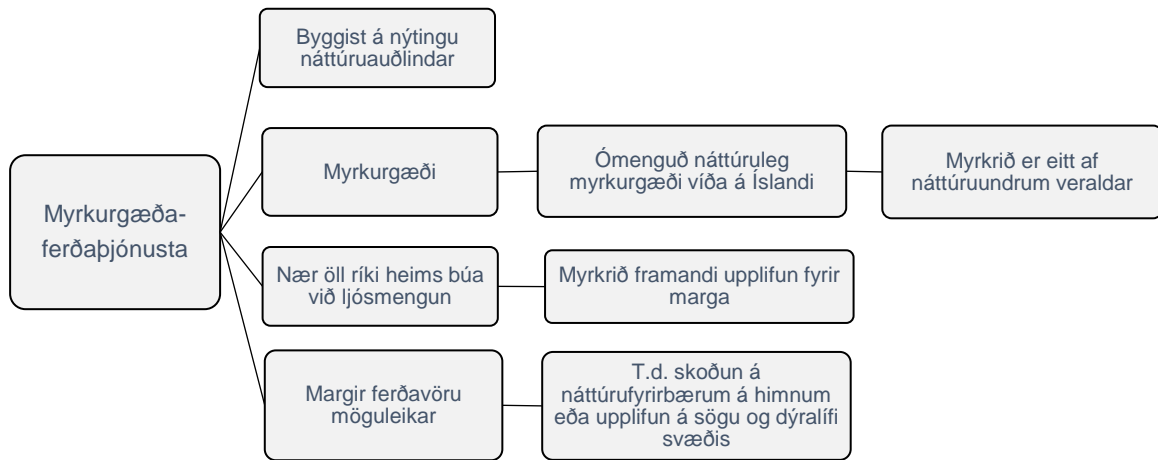 Myrkurgæða-
ferðaþjónusta
Byggist á nýtingu
náttúruauðlindar
Myrkurgæði
Ómenguð náttúruleg
myrkurgæði víða á Íslandi
Myrkrið er eitt af
náttúruundrum veraldar
Nær öll ríki heims búa
við ljósmengun
Myrkrið framandi upplifun fyrir
marga
Margir ferðavöru
möguleikar
T.d. skoðun á
náttúrufyrirbærum á himnum
eða upplifun á sögu og dýralífi
svæðis